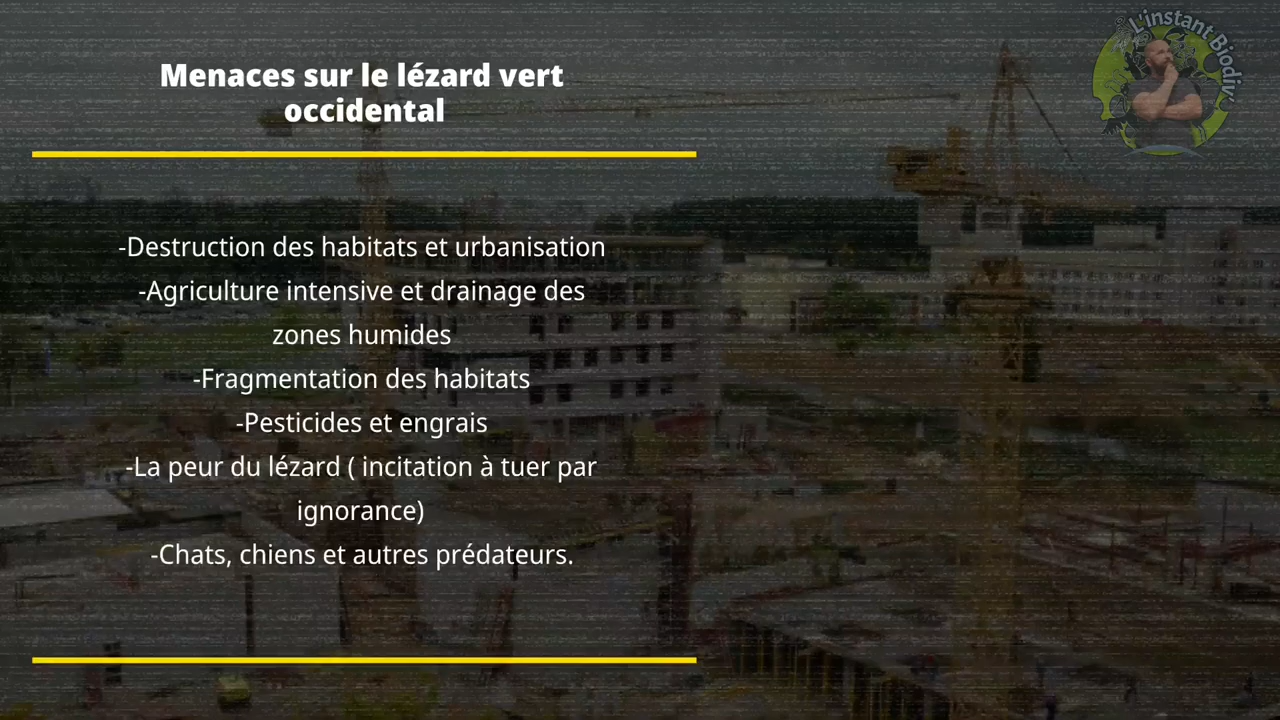 L'instant Biodiv'
Menaces sur le lézard vert
occidental
-Destruction des habitats et urbanisation
-Agriculture intensive et drainage des
zones humides
-Fragmentation des habitats
-Pesticides et engrais
-La peur du lézard ( incitation à tuer par
ignorance)
-Chats, chiens et autres prédateurs.